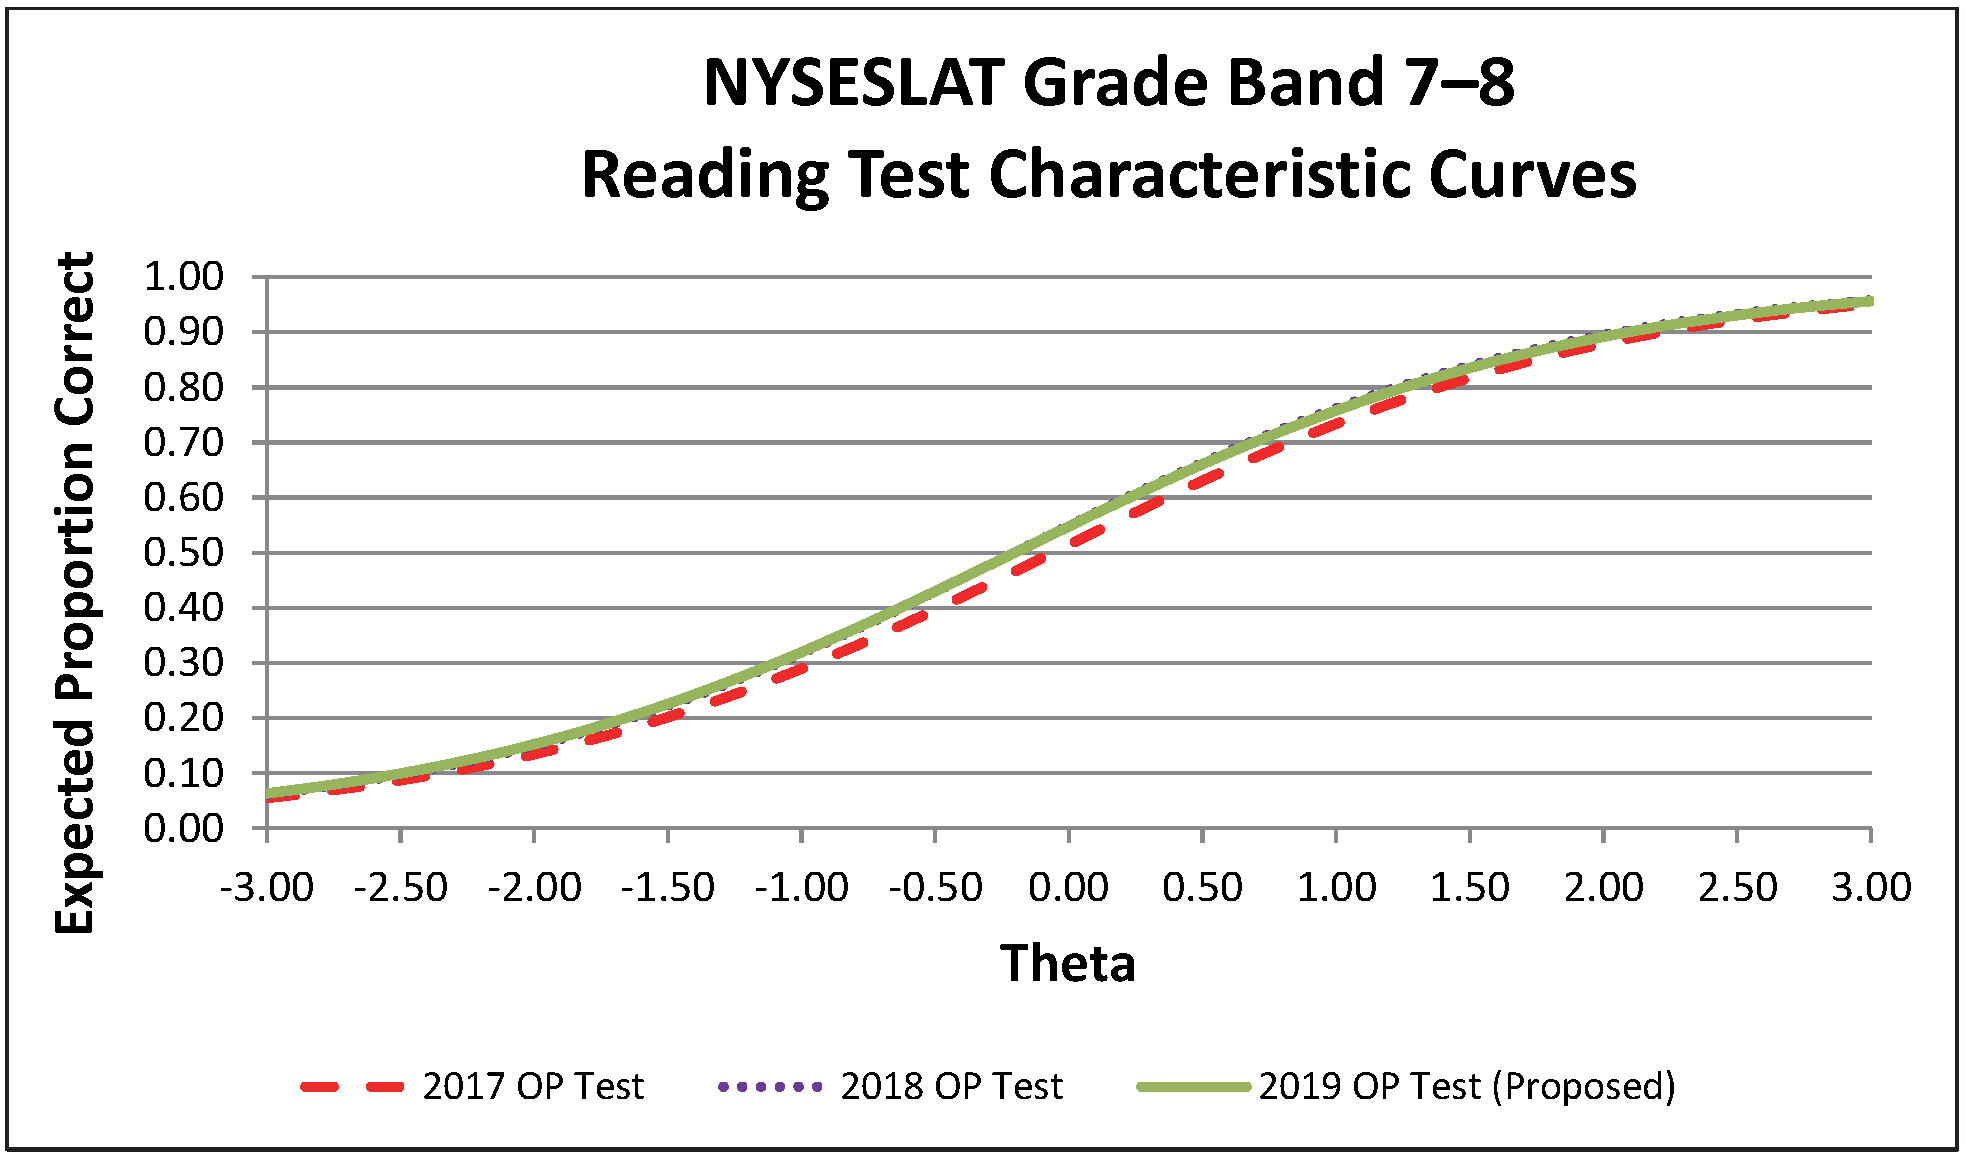 NYSESLAT Grade Band 7–8
Reading Test Characteristic Curves
Expected Proportion Correct
1.00
0.90
0.80
0.70
0.60
0.50
0.40
0.30
0.20
0.10
0.00
-3.00 -2.50 -2.00 -1.50 -1.00 -0.50 0.00 0.50 1.00 1.50 2.00 2.50 3.00
Theta
2017 OP Test 2018 OP Test 2019 OP Test (Proposed)